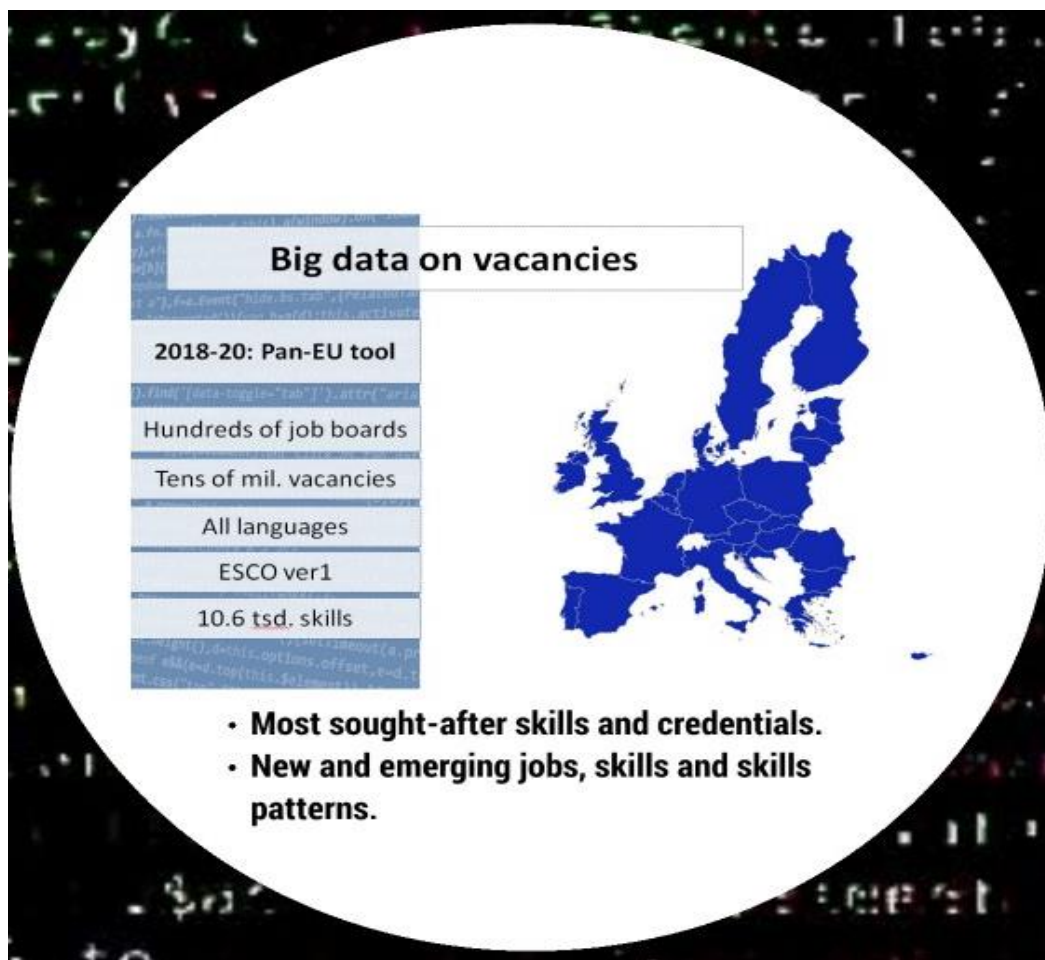 Big data on vacancies
2018-20: Pan-EU tool
Hundreds of job boards
Tens of mil. vacancies
All languages
ESCO ver1
10.6 tsd. skills
• Most sought-after skills and credentials.
• New and emerging jobs, skills and skills
patterns.